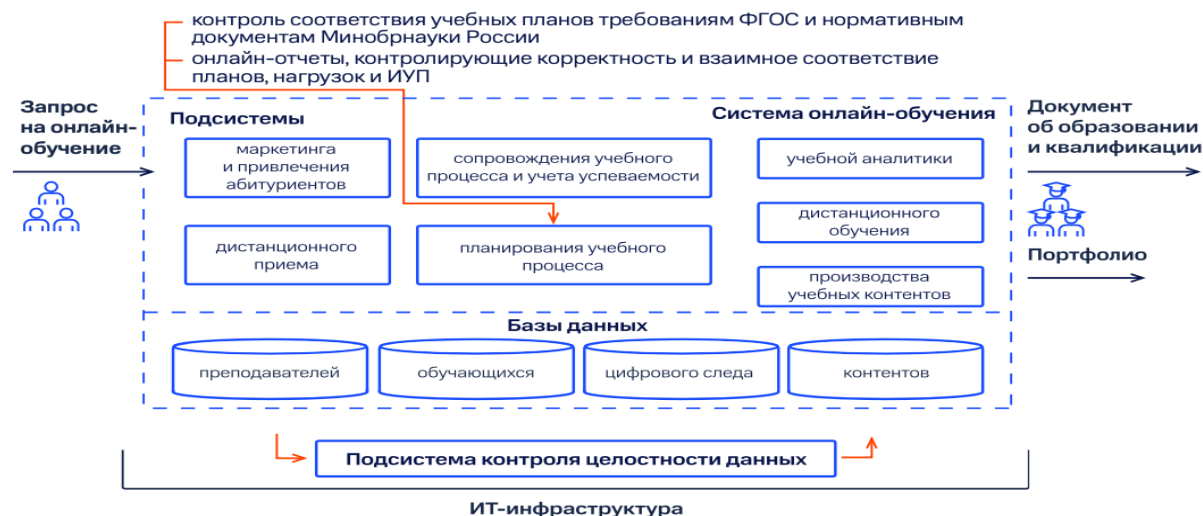 контроль соответствия учебных планов требованиям ФГОС и нормативным
документам Минобрнауки России
онлайн-отчеты, контролирующие корректность и взаимное соответствие
планов, нагрузок и ИУП
Запрос
на онлайн-
обучение
Подсистемы
Система онлайн-обучения
Документ
об образовании
и квалификации
маркетинга
и привлечения
абитуриентов
сопровождения учебного
процесса и учета успеваемости
учебной аналитики
дистанционного
обучения
дистанционного
приема
планирования учебного
процесса
Портфолио
производства
учебных контентов
Базы данных
преподавателей
обучающихся
цифрового следа
контентов
Подсистема контроля целостности данных
ИТ-инфраструктура